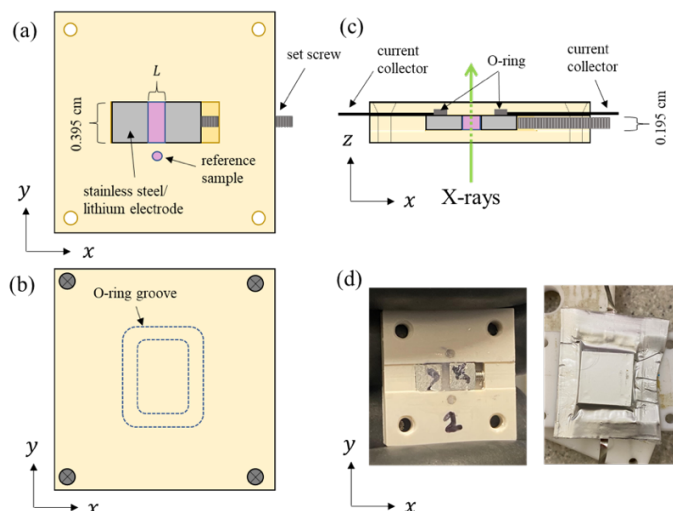 (a)
L
set screw
0.395 cm
reference
sample
stainless steel/
lithium electrode
y
x
(b)
O-ring groove
y
x
(c)
current
collector
O-ring
current
collector
0.195 cm
z
x
X-rays
(d)
2
y
x